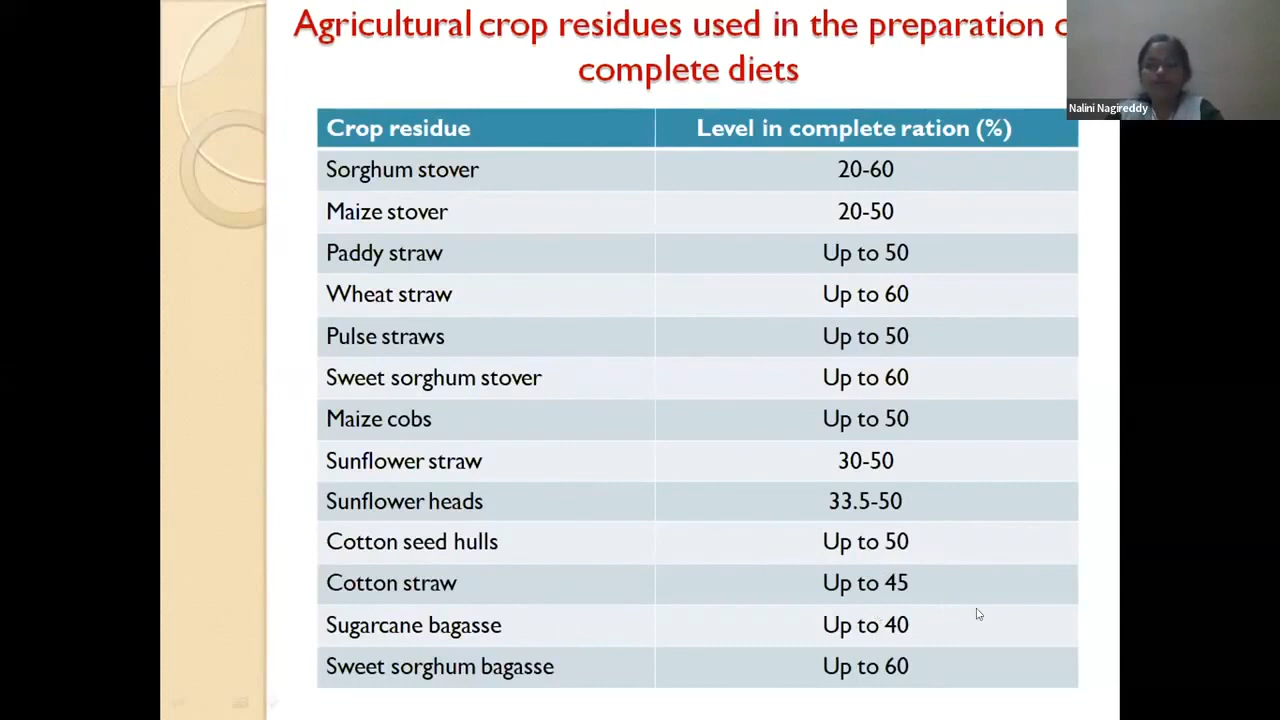 Agricultural crop residues used in the preparation
complete diets
Nalini Nagireddy
Crop residue Level in complete ration (%)
Sorghum stover 20-60
Maize stover 20-50
Paddy straw Up to 50
Wheat straw Up to 60
Pulse straws Up to 50
Sweet sorghum stover Up to 60
Maize cobs Up to 50
Sunflower straw 30-50
Sunflower heads 33.5-50
Cotton seed hulls Up to 50
Cotton straw Up to 45
Sugarcane bagasse Up to 40
Sweet sorghum bagasse Up to 60